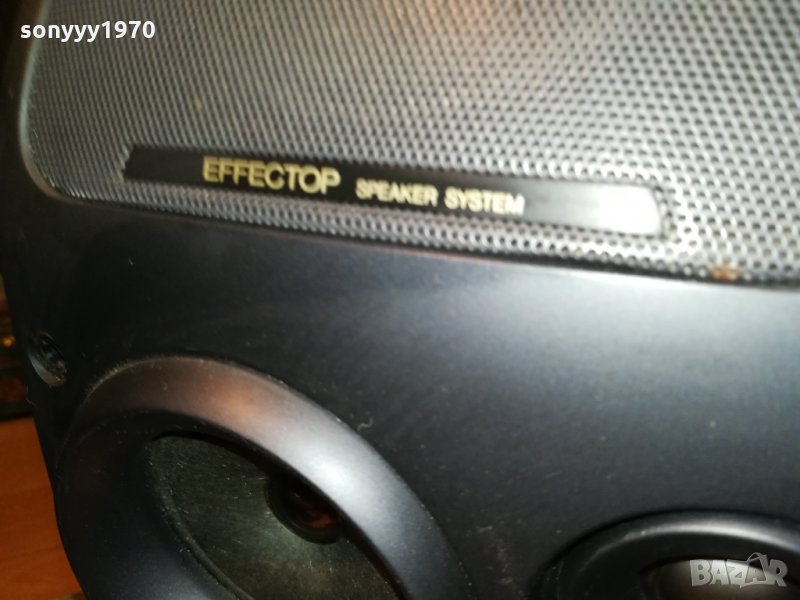 sonyyy1970
EFFECTOP SPEAKER SYSTEM
BAZAR